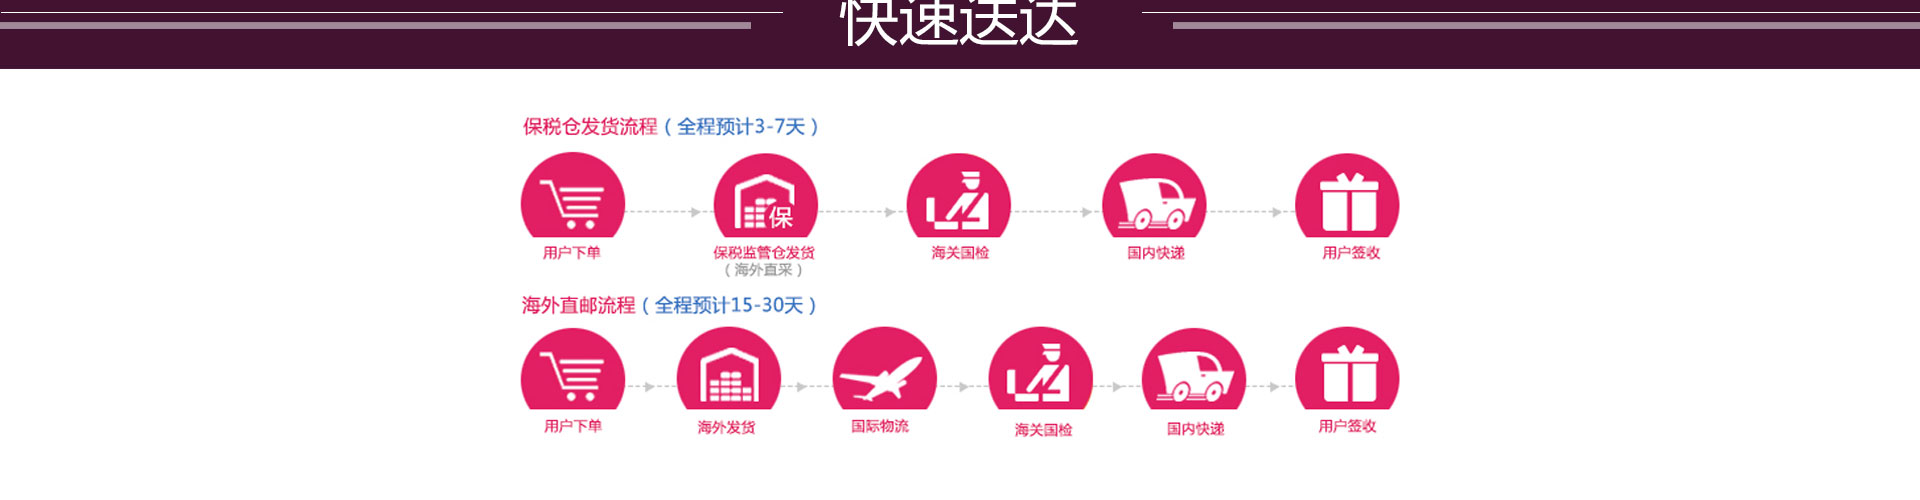 快速送达
保税仓发货流程（全程预计3-7天）
保
用户下单 保税监管仓发货 海关国检 国内快递 用户签收
（海外直采）
海外直邮流程（全程预计15-30天）
用户下单 海外发货 国际物流 海关国检 国内快递 用户签收